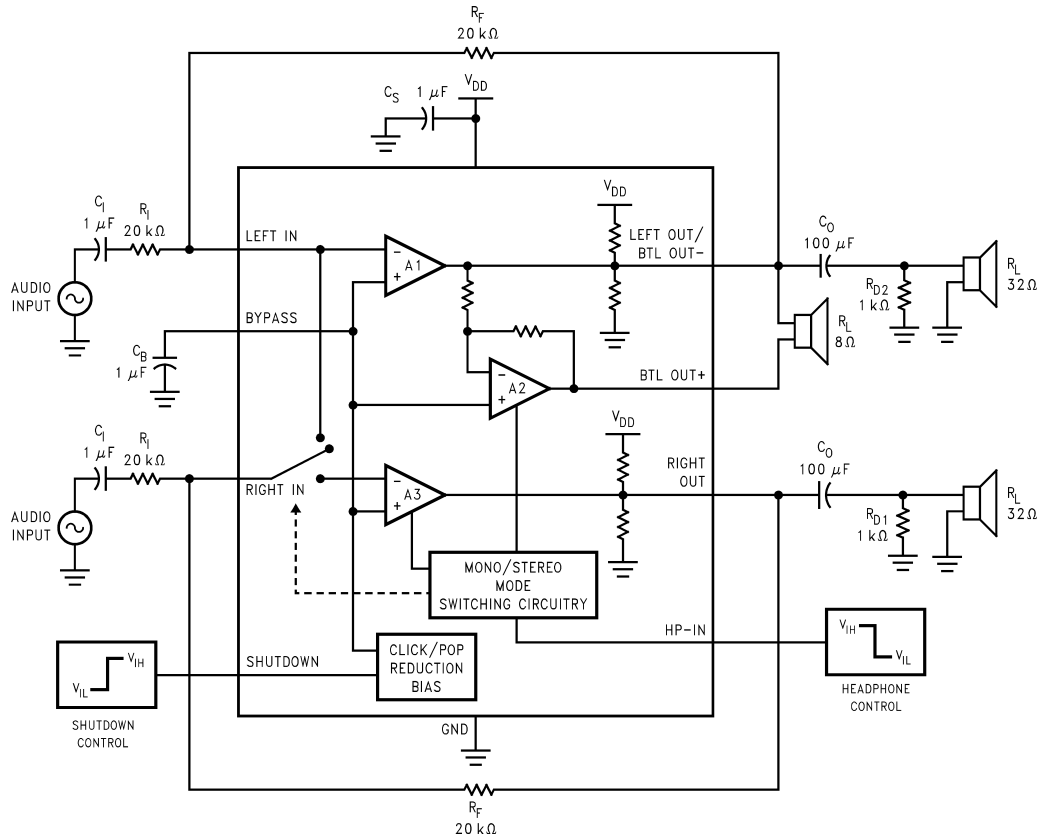 R_F
20 kΩ
V_DD
C_S 1 µF
V_DD
C_I
1 µF
R_I
20 kΩ
LEFT IN
−
+
A1
LEFT OUT/
BTL OUT−
C_O
100 µF
R_D2
1 kΩ
R_L
32Ω
AUDIO
INPUT
BYPASS
C_B
1 µF
R_L
8Ω
−
+
A2
BTL OUT+
V_DD
C_I
1 µF
R_I
20 kΩ
RIGHT IN
−
+
A3
RIGHT
OUT
C_O
100 µF
R_D1
1 kΩ
R_L
32Ω
AUDIO
INPUT
MONO/STEREO
MODE
SWITCHING CIRCUITRY
HP-IN
V_IH
V_IL
HEADPHONE
CONTROL
CLICK/POP
REDUCTION
BIAS
SHUTDOWN
V_IH
V_IL
SHUTDOWN
CONTROL
GND
R_F
20 kΩ